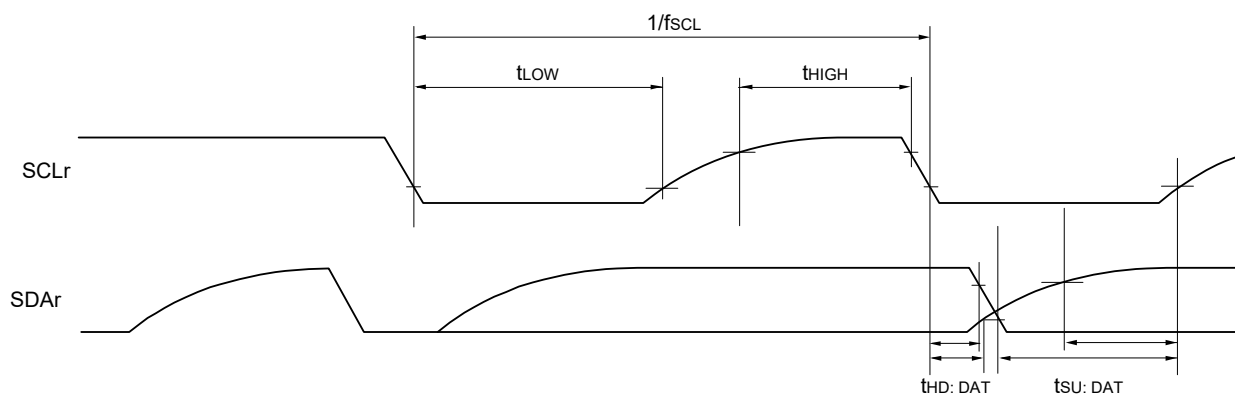 1/fSCL
tLOW
tHIGH
SCLr
SDAr
tHD: DAT
tSU: DAT